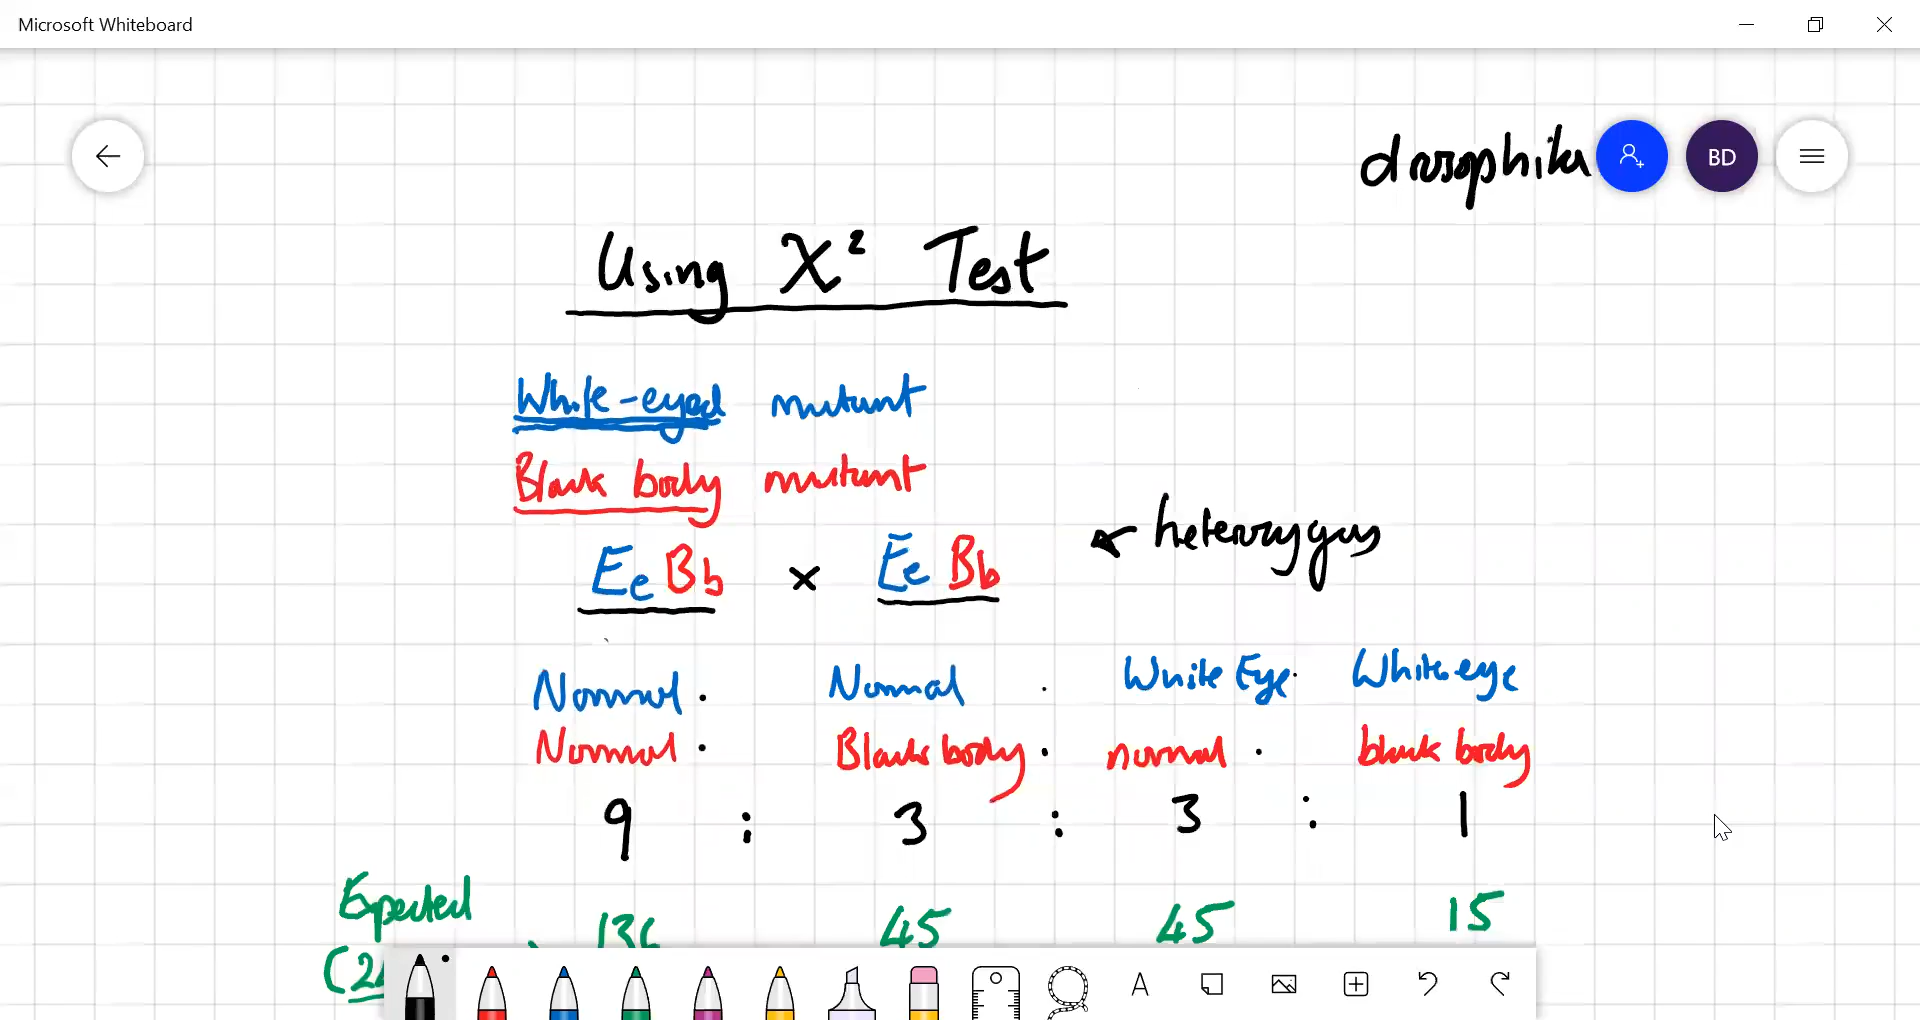 Microsoft Whiteboard
drosophila
BD
Using X² Test
White-eyed mutant
Black body mutant
Ee Bb x Ee Bb
heterozygous
Normal . Normal . White Eye . White eye
Normal . Black body . normal . black body
9 : 3 : 3 : 1
Expected 45 45 15
A